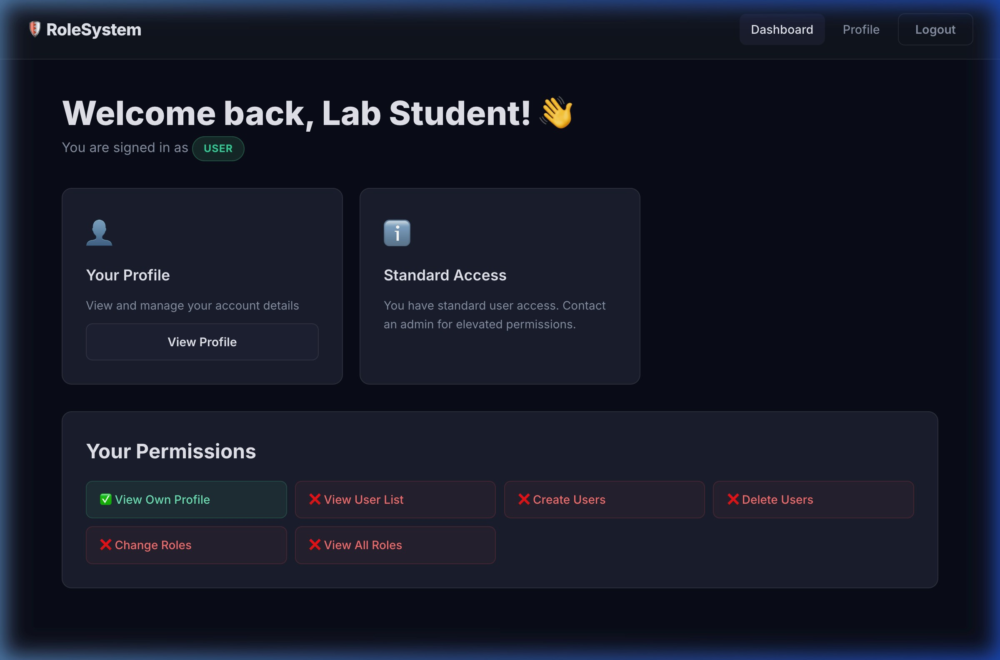 RoleSystem
Dashboard
Profile
Logout
Welcome back, Lab Student! 👋
You are signed in as USER
Your Profile
View and manage your account details
View Profile
Standard Access
You have standard user access. Contact
an admin for elevated permissions.
Your Permissions
✅ View Own Profile
❌ View User List
❌ Create Users
❌ Delete Users
❌ Change Roles
❌ View All Roles